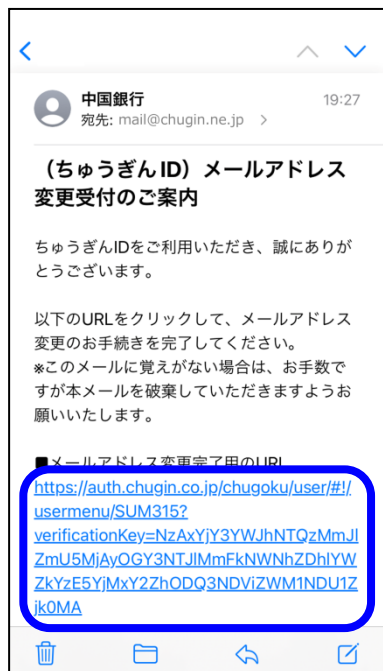 中国銀行
19:27
宛先: mail@chugin.ne.jp
（ちゅうぎん ID）メールアドレス
変更受付のご案内
ちゅうぎんIDをご利用いただき、誠にありが
とうございます。
以下のURLをクリックして、メールアドレス
変更のお手続きを完了してください。
※このメールに覚えがない場合は、お手数で
すが本メールを破棄していただきますようお
願いいたします。
■メールアドレス変更完了用のURL
https://auth.chugin.co.jp/chugoku/user/#!/
usermenu/SUM315?
verificationKey=NzAxYjY3YWJhNTQzMmJl
ZmU5MjAyOGY3NTJlMmFkNWNhZDhlYW
ZkYzE5YjMxY2ZhODQ3NDViZWM1NDU1Z
jk0MA